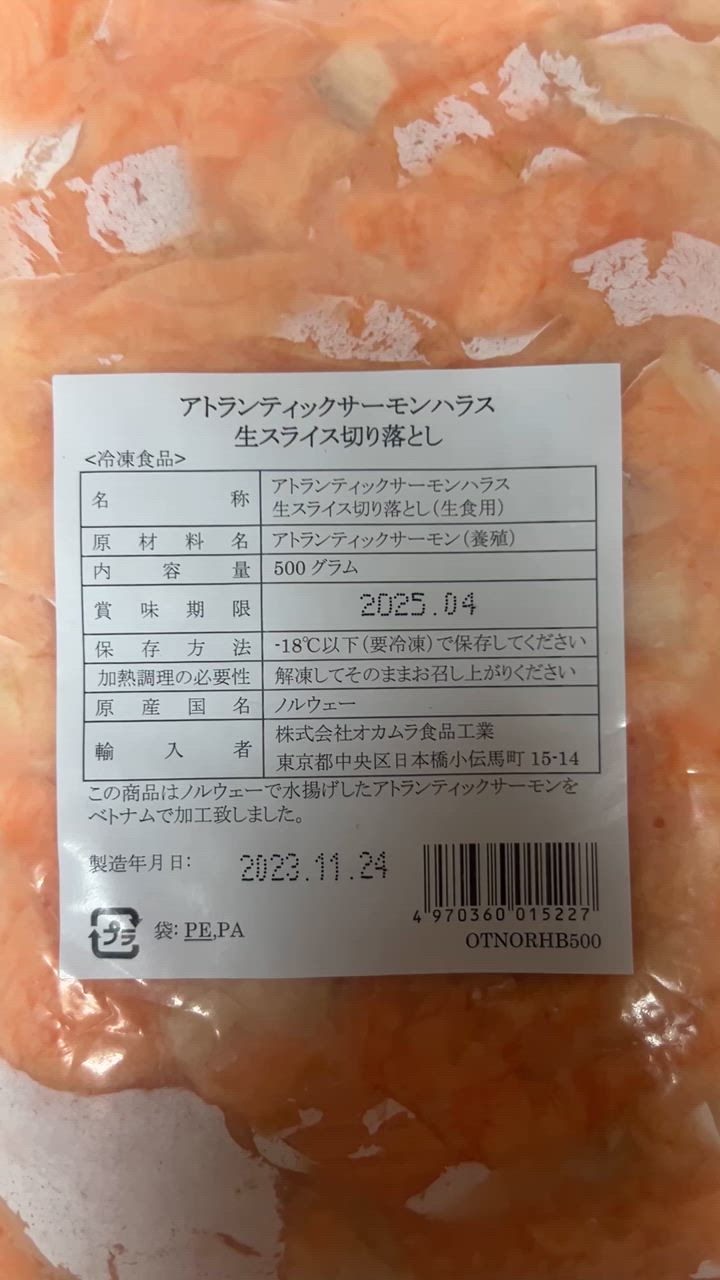 アトランティックサーモンハラス
生スライス切り落とし
<冷凍食品>
名称 アトランティックサーモンハラス
生スライス切り落とし(生食用)
原材料名 アトランティックサーモン(養殖)
内容量 500グラム
賞味期限 2025.04
保存方法 -18℃以下(要冷凍)で保存してください
加熱調理の必要性 解凍してそのままお召し上がりください
原産国名 ノルウェー
輸入者 株式会社オカムラ食品工業
東京都中央区日本橋小伝馬町 15-14
この商品はノルウェーで水揚げしたアトランティックサーモンを
ベトナムで加工致しました。
製造年月日: 2023.11.24
4 970360 015227
プラ 袋: PE,PA
OTNORHB500